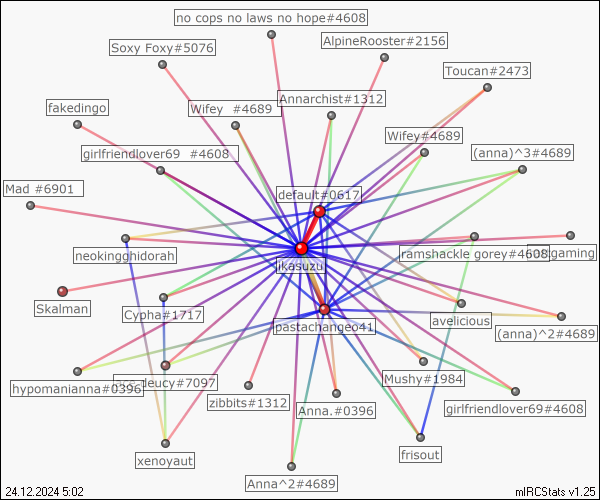 no cops no laws no hope#4608
AlpineRooster#2156
Soxy Foxy#5076
Toucan#2473
Annarchist#1312
fakedingo
Wifey #4689
Wifey#4689
girlfriendlover69 #4608
(anna)^3#4689
Mad #6901
default#0617
neokingghidorah
ikasuzu
ramshackle gorey#4608
gaming
Skalman
Cypha#1717
pastachangeo41
avelicious
(anna)^2#4689
hypomanianna#0396
deucy#7097
Mushy#1984
zibbits#1312
Anna.#0396
girlfriendlover69#4608
xenoyaut
frisout
Anna^2#4689
24.12.2024 5:02
mIRCStats v1.25